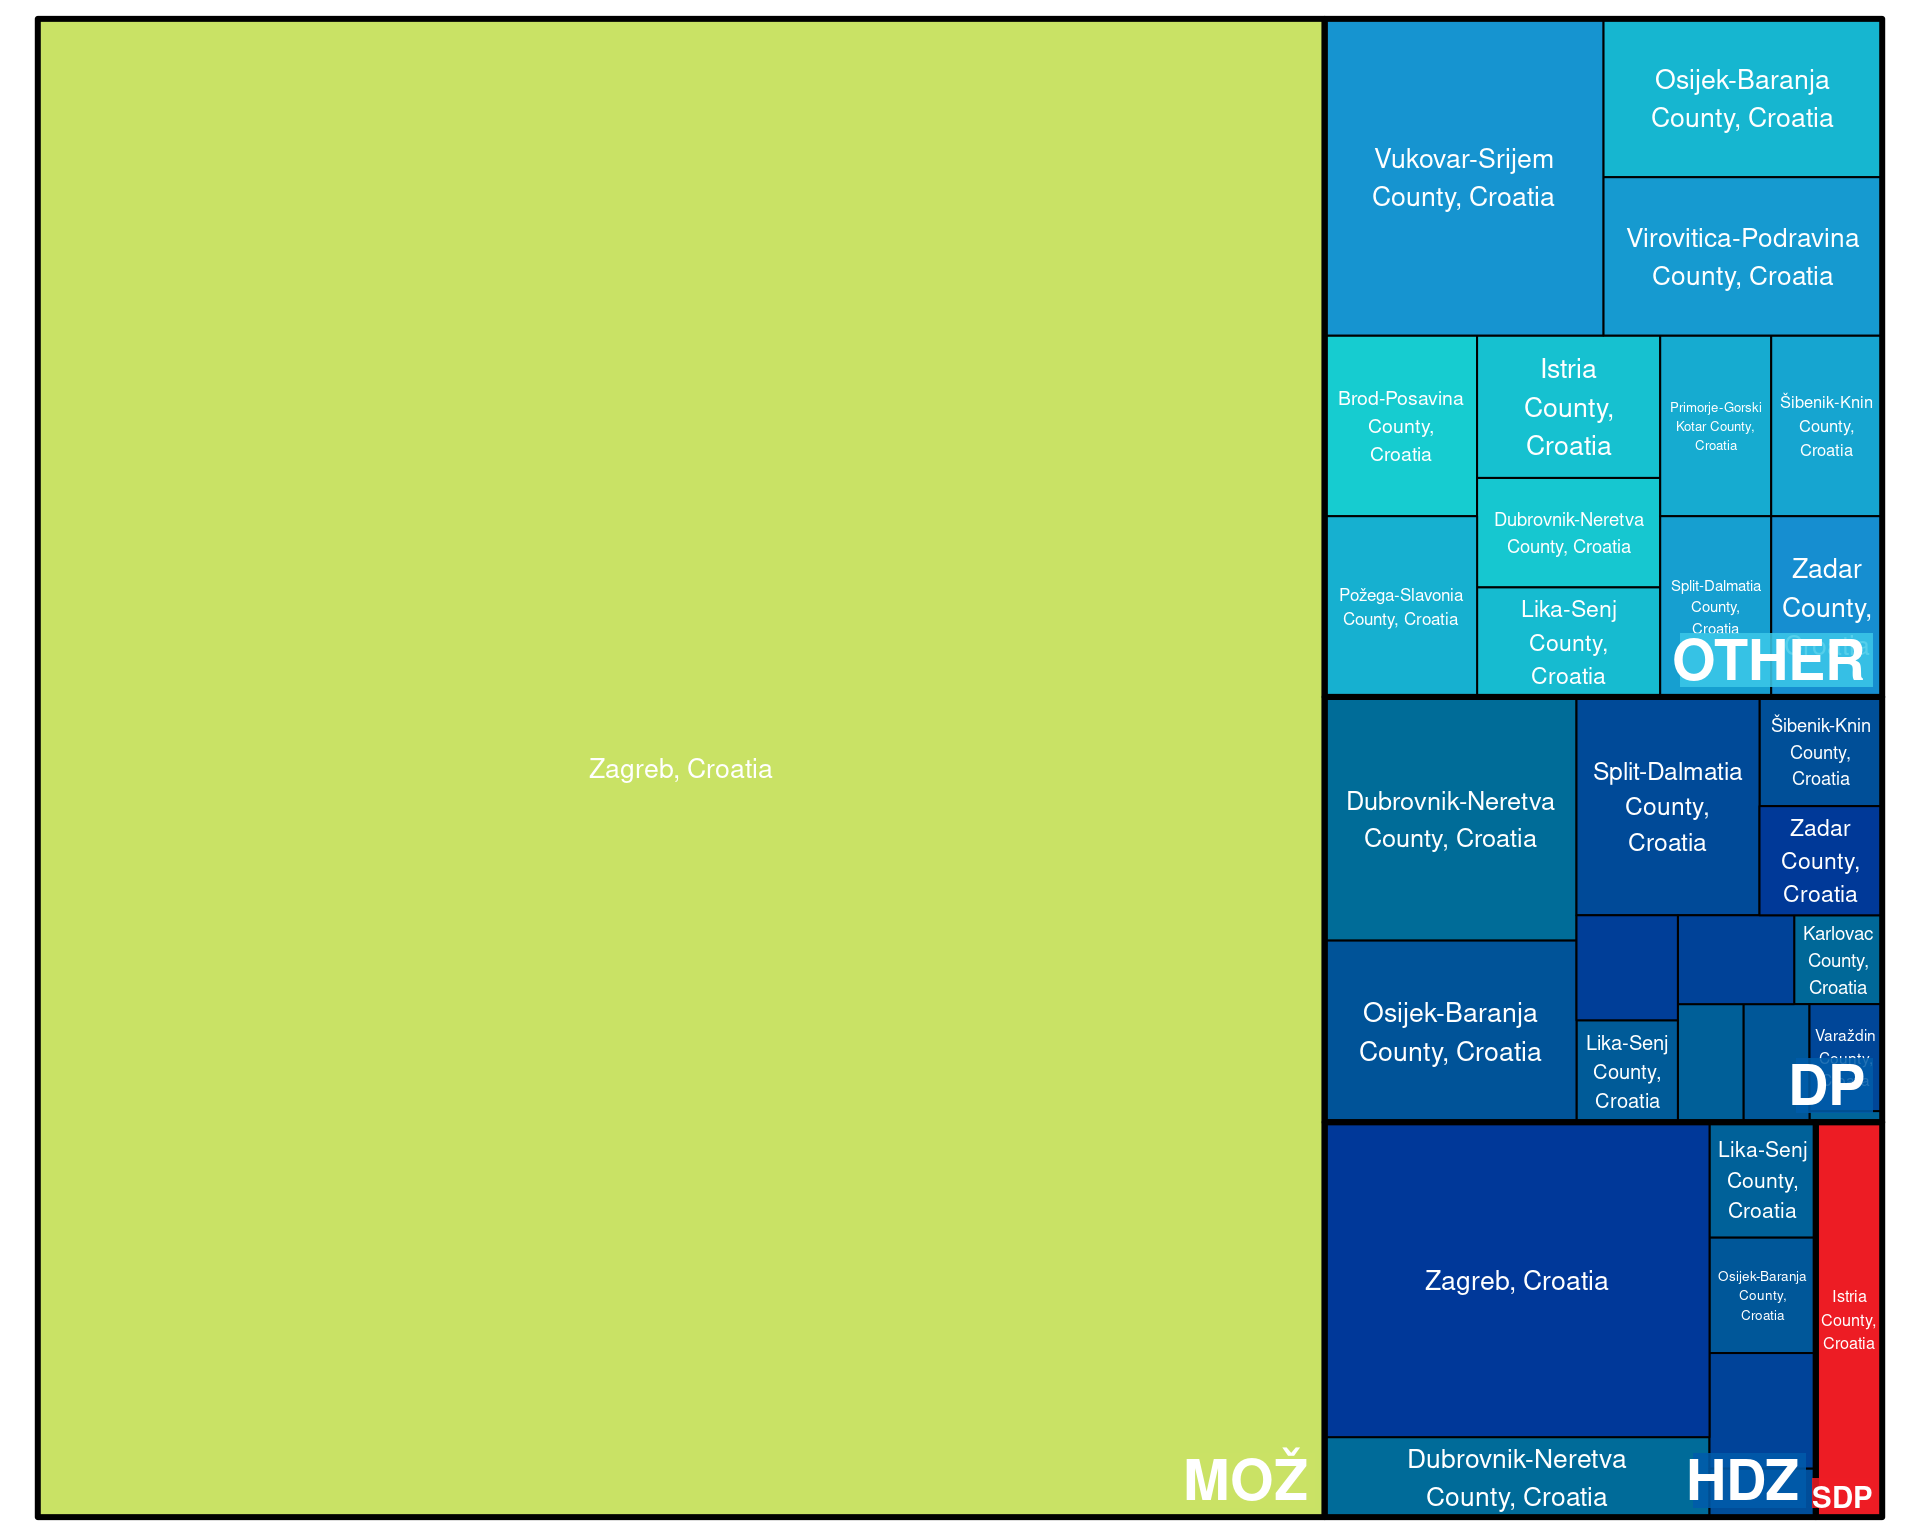 Zagreb, Croatia
MOŽ
Vukovar-Srijem
County, Croatia
Osijek-Baranja
County, Croatia
Virovitica-Podravina
County, Croatia
Brod-Posavina
County,
Croatia
Istria
County,
Croatia
Primorje-Gorski
Kotar County,
Croatia
Šibenik-Knin
County,
Croatia
Dubrovnik-Neretva
County, Croatia
Požega-Slavonia
County, Croatia
Lika-Senj
County,
Croatia
Split-Dalmatia
County,
Croatia
Zadar
County,
Croatia
OTHER
Dubrovnik-Neretva
County, Croatia
Split-Dalmatia
County,
Croatia
Šibenik-Knin
County,
Croatia
Zadar
County,
Croatia
Osijek-Baranja
County, Croatia
Karlovac
County,
Croatia
Lika-Senj
County,
Croatia
Varaždin
County,
DP
Zagreb, Croatia
Lika-Senj
County,
Croatia
Osijek-Baranja
County,
Croatia
Istria
County,
Croatia
Dubrovnik-Neretva
County, Croatia
HDZ
SDP